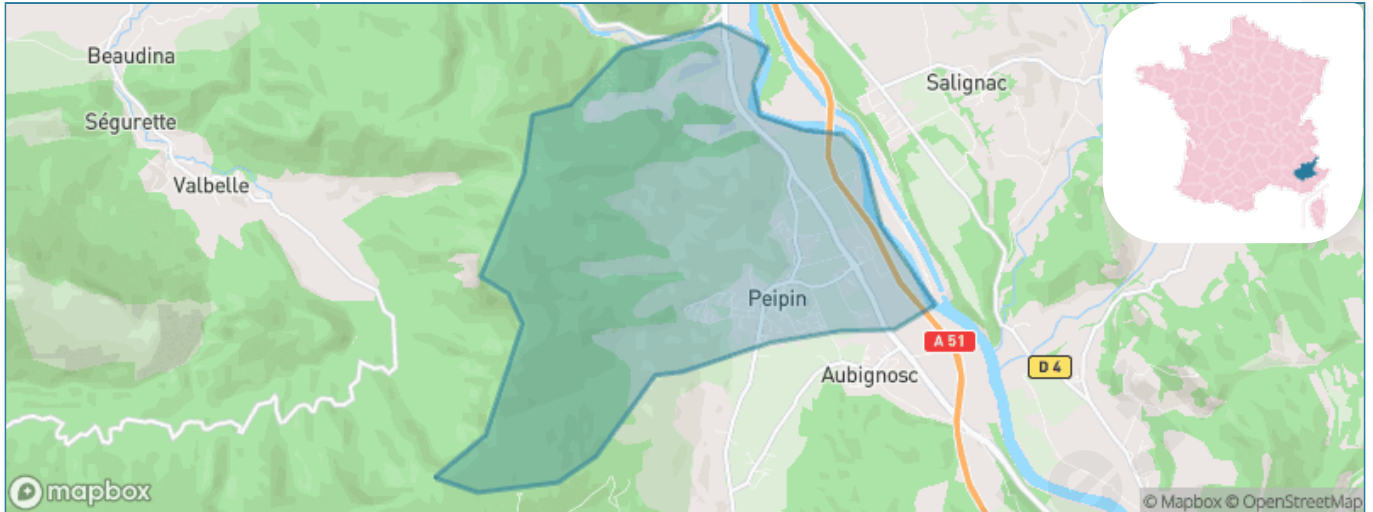 Beaudina
Salignac
Ségurette
Valbelle
Peipin
A 51
D 4
Aubignosc
mapbox
© Mapbox © OpenStreetMap